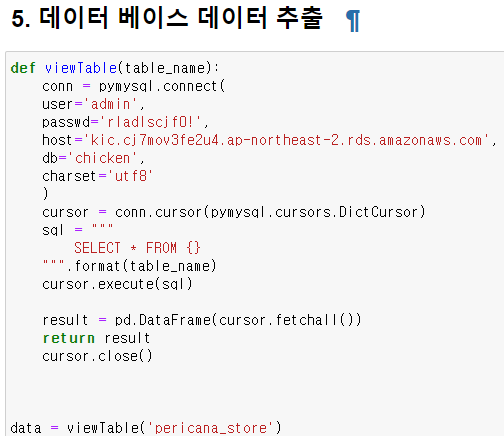 5. 데이터 베이스 데이터 추출 ¶
def viewTable(table_name):
    conn = pymysql.connect(
    user='admin',
    passwd='rladlscjf0!',
    host='kic.cj7mov3fe2u4.ap-northeast-2.rds.amazonaws.com',
    db='chicken',
    charset='utf8'
    )
    cursor = conn.cursor(pymysql.cursors.DictCursor)
    sql = """
        SELECT * FROM {}
    """.format(table_name)
    cursor.execute(sql)
    result = pd.DataFrame(cursor.fetchall())
    return result
    cursor.close()
data = viewTable('pericana_store')